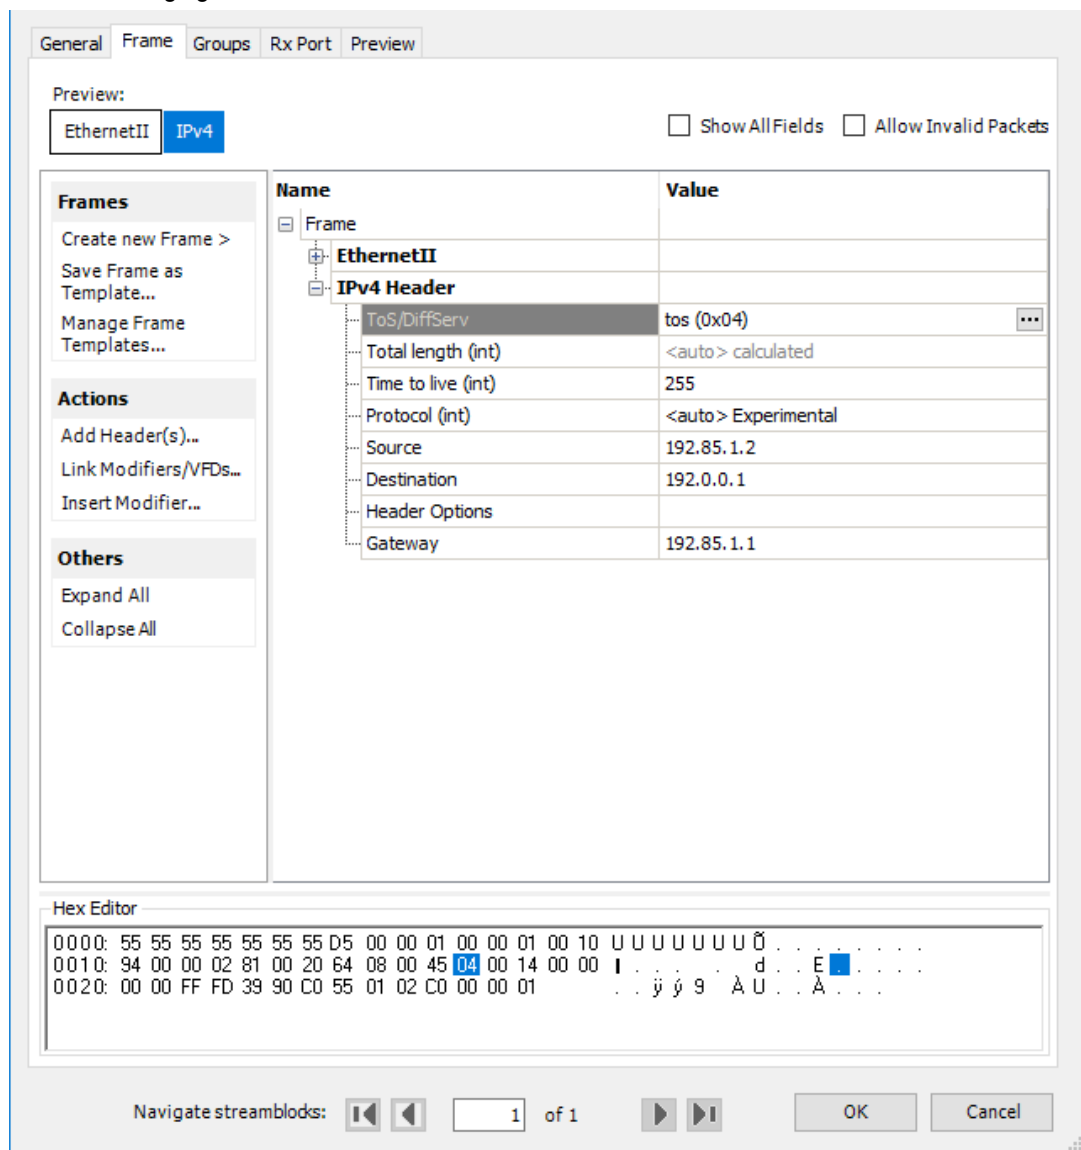 General Frame Groups Rx Port Preview
Preview:
EthernetII IPv4
Show All Fields Allow Invalid Packets
Frames
Create new Frame >
Save Frame as
Template...
Manage Frame
Templates...
Actions
Add Header(s)...
Link Modifiers/VFDs...
Insert Modifier...
Others
Expand All
Collapse All
Name Value
Frame
EthernetII
IPv4 Header
ToS/DiffServ tos (0x04) ...
Total length (int) <auto> calculated
Time to live (int) 255
Protocol (int) <auto> Experimental
Source 192.85.1.2
Destination 192.0.0.1
Header Options
Gateway 192.85.1.1
Hex Editor
0000: 55 55 55 55 55 55 55 D5 00 00 01 00 00 01 00 10 U U U U U U U Õ . . . . . . . .
0010: 94 00 00 02 81 00 20 64 08 00 45 04 00 14 00 00 . . . . d . . E . . . . .
0020: 00 00 FF FD 39 90 C0 55 01 02 C0 00 00 01 . . ÿ ý 9 À U . . À . . .
Navigate streamblocks: 1 of 1 OK Cancel